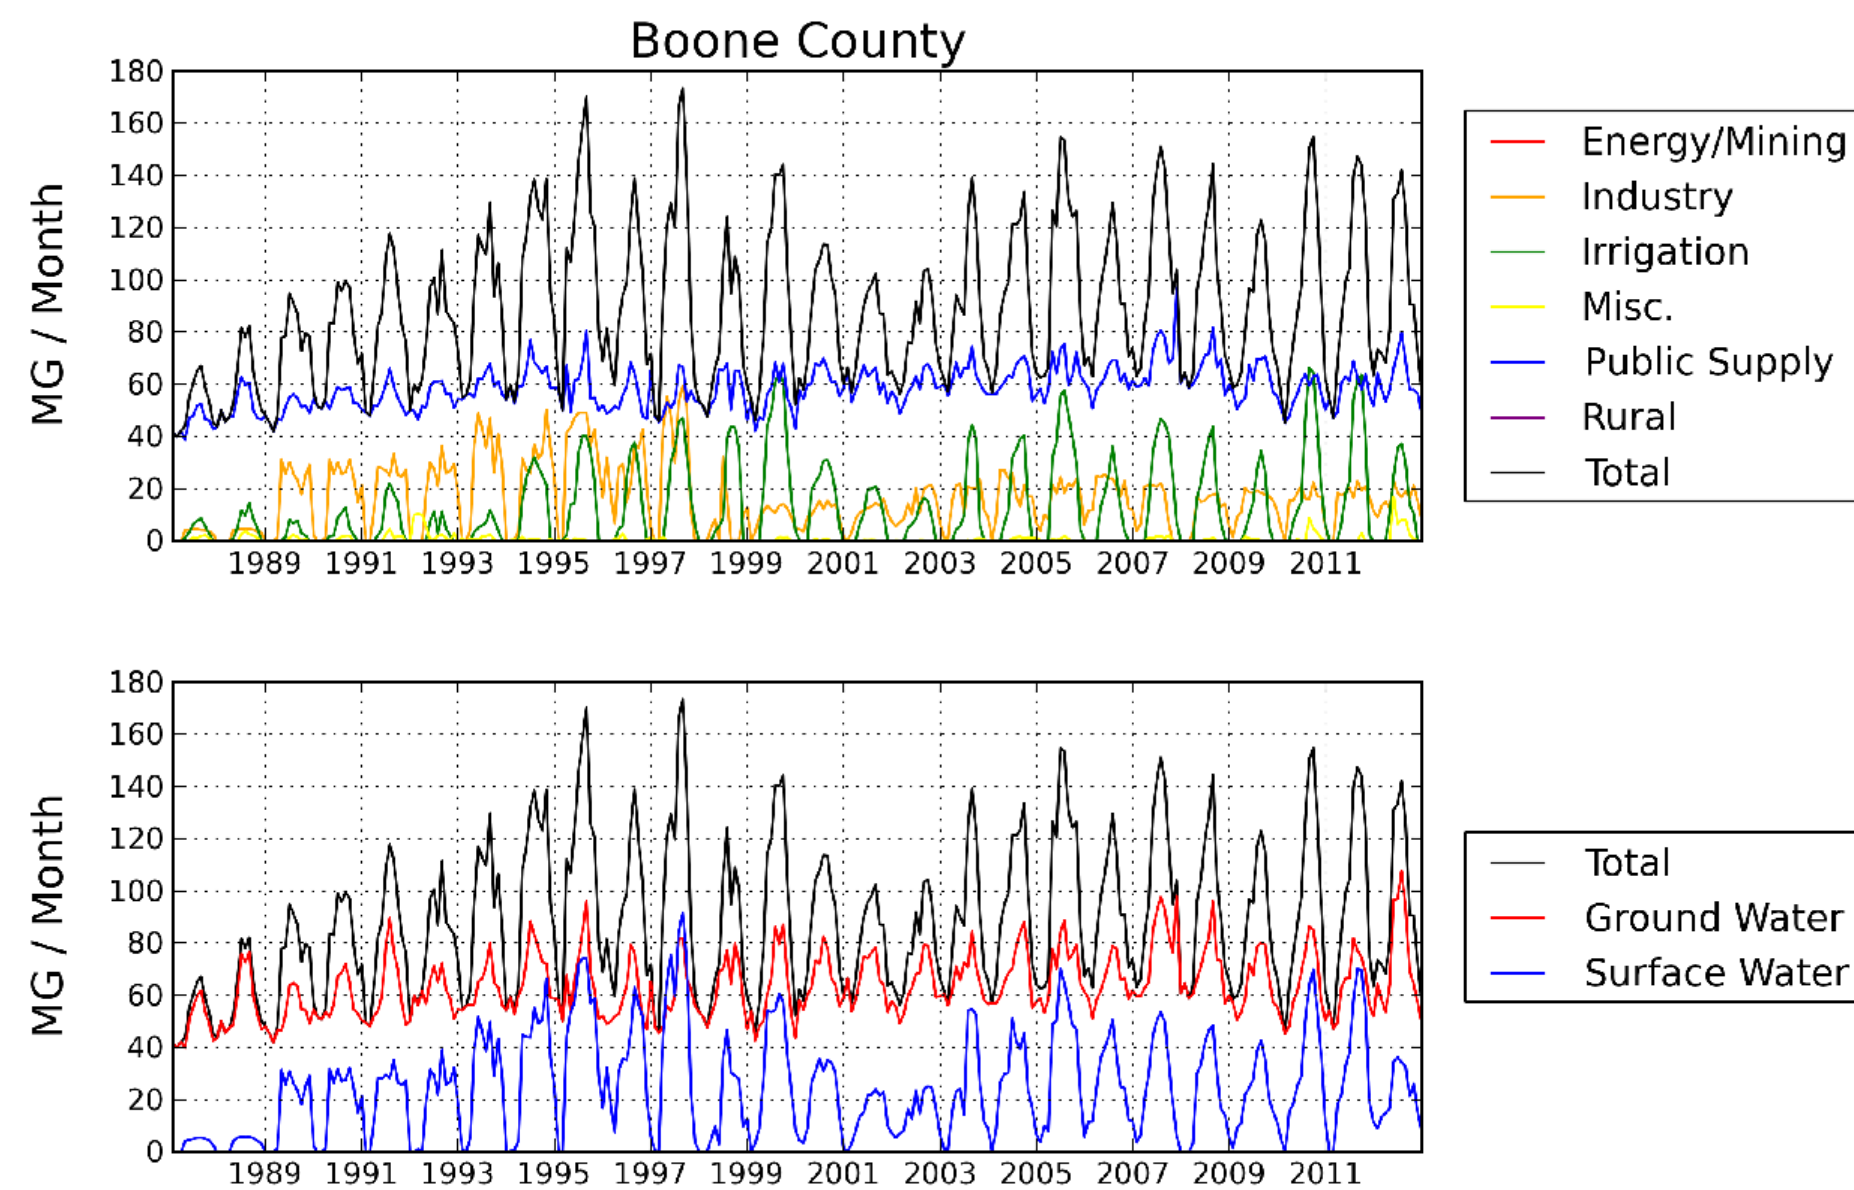 Boone County
MG / Month
180
160
140
120
100
80
60
40
20
0
1989 1991 1993 1995 1997 1999 2001 2003 2005 2007 2009 2011
Energy/Mining
Industry
Irrigation
Misc.
Public Supply
Rural
Total
MG / Month
180
160
140
120
100
80
60
40
20
0
1989 1991 1993 1995 1997 1999 2001 2003 2005 2007 2009 2011
Total
Ground Water
Surface Water